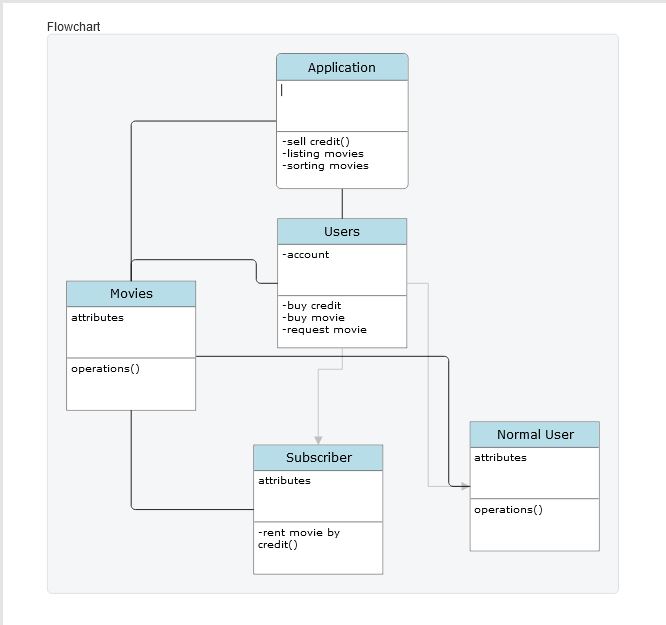 Flowchart
Application
-sell credit()
-listing movies
-sorting movies
Users
-account
-buy credit
-buy movie
-request movie
Movies
attributes
operations()
Subscriber
attributes
-rent movie by
credit()
Normal User
attributes
operations()